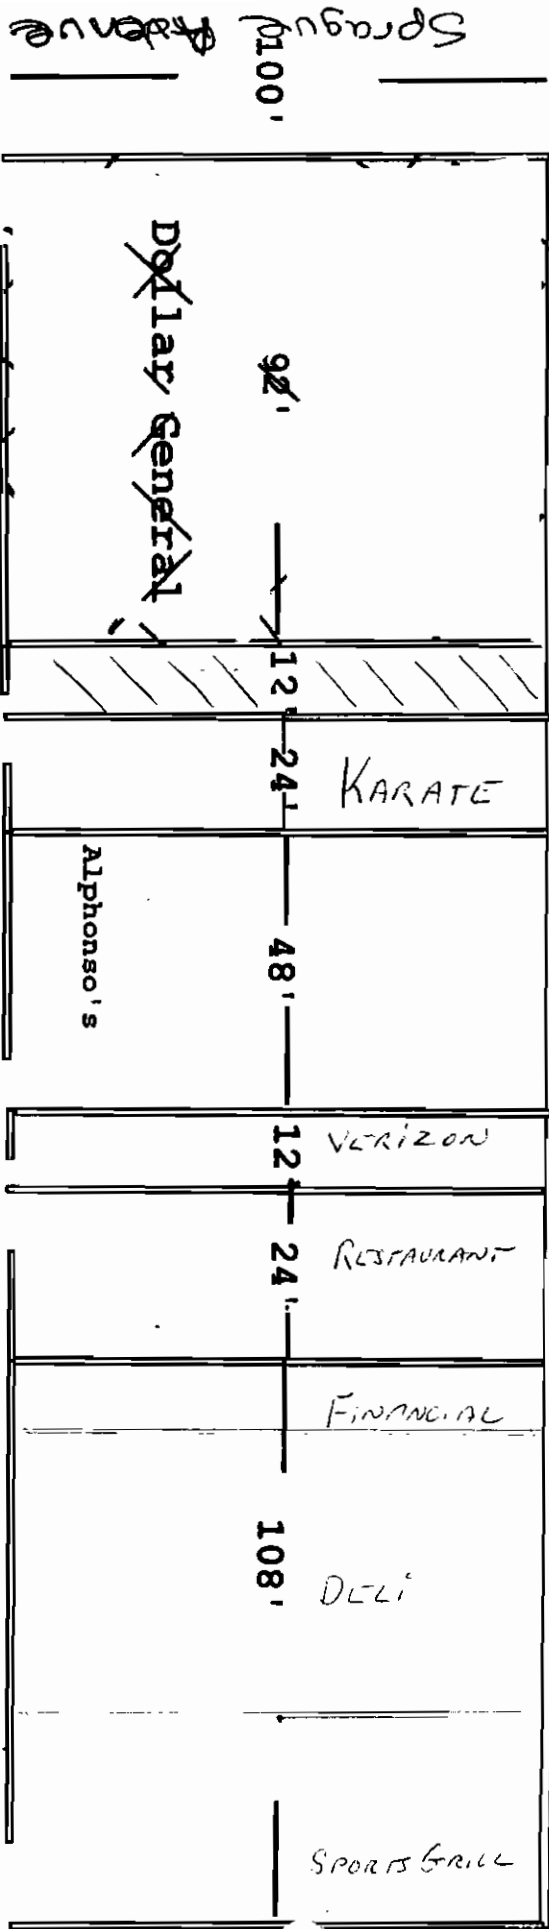 Sprague Avenue
100'
Dollar General
92'
12'
24'
KARATE
48'
Alphonso's
12'
VERIZON
24'
RESTAURANT
FINANCIAL
108'
DELI
SPORTS GRILL